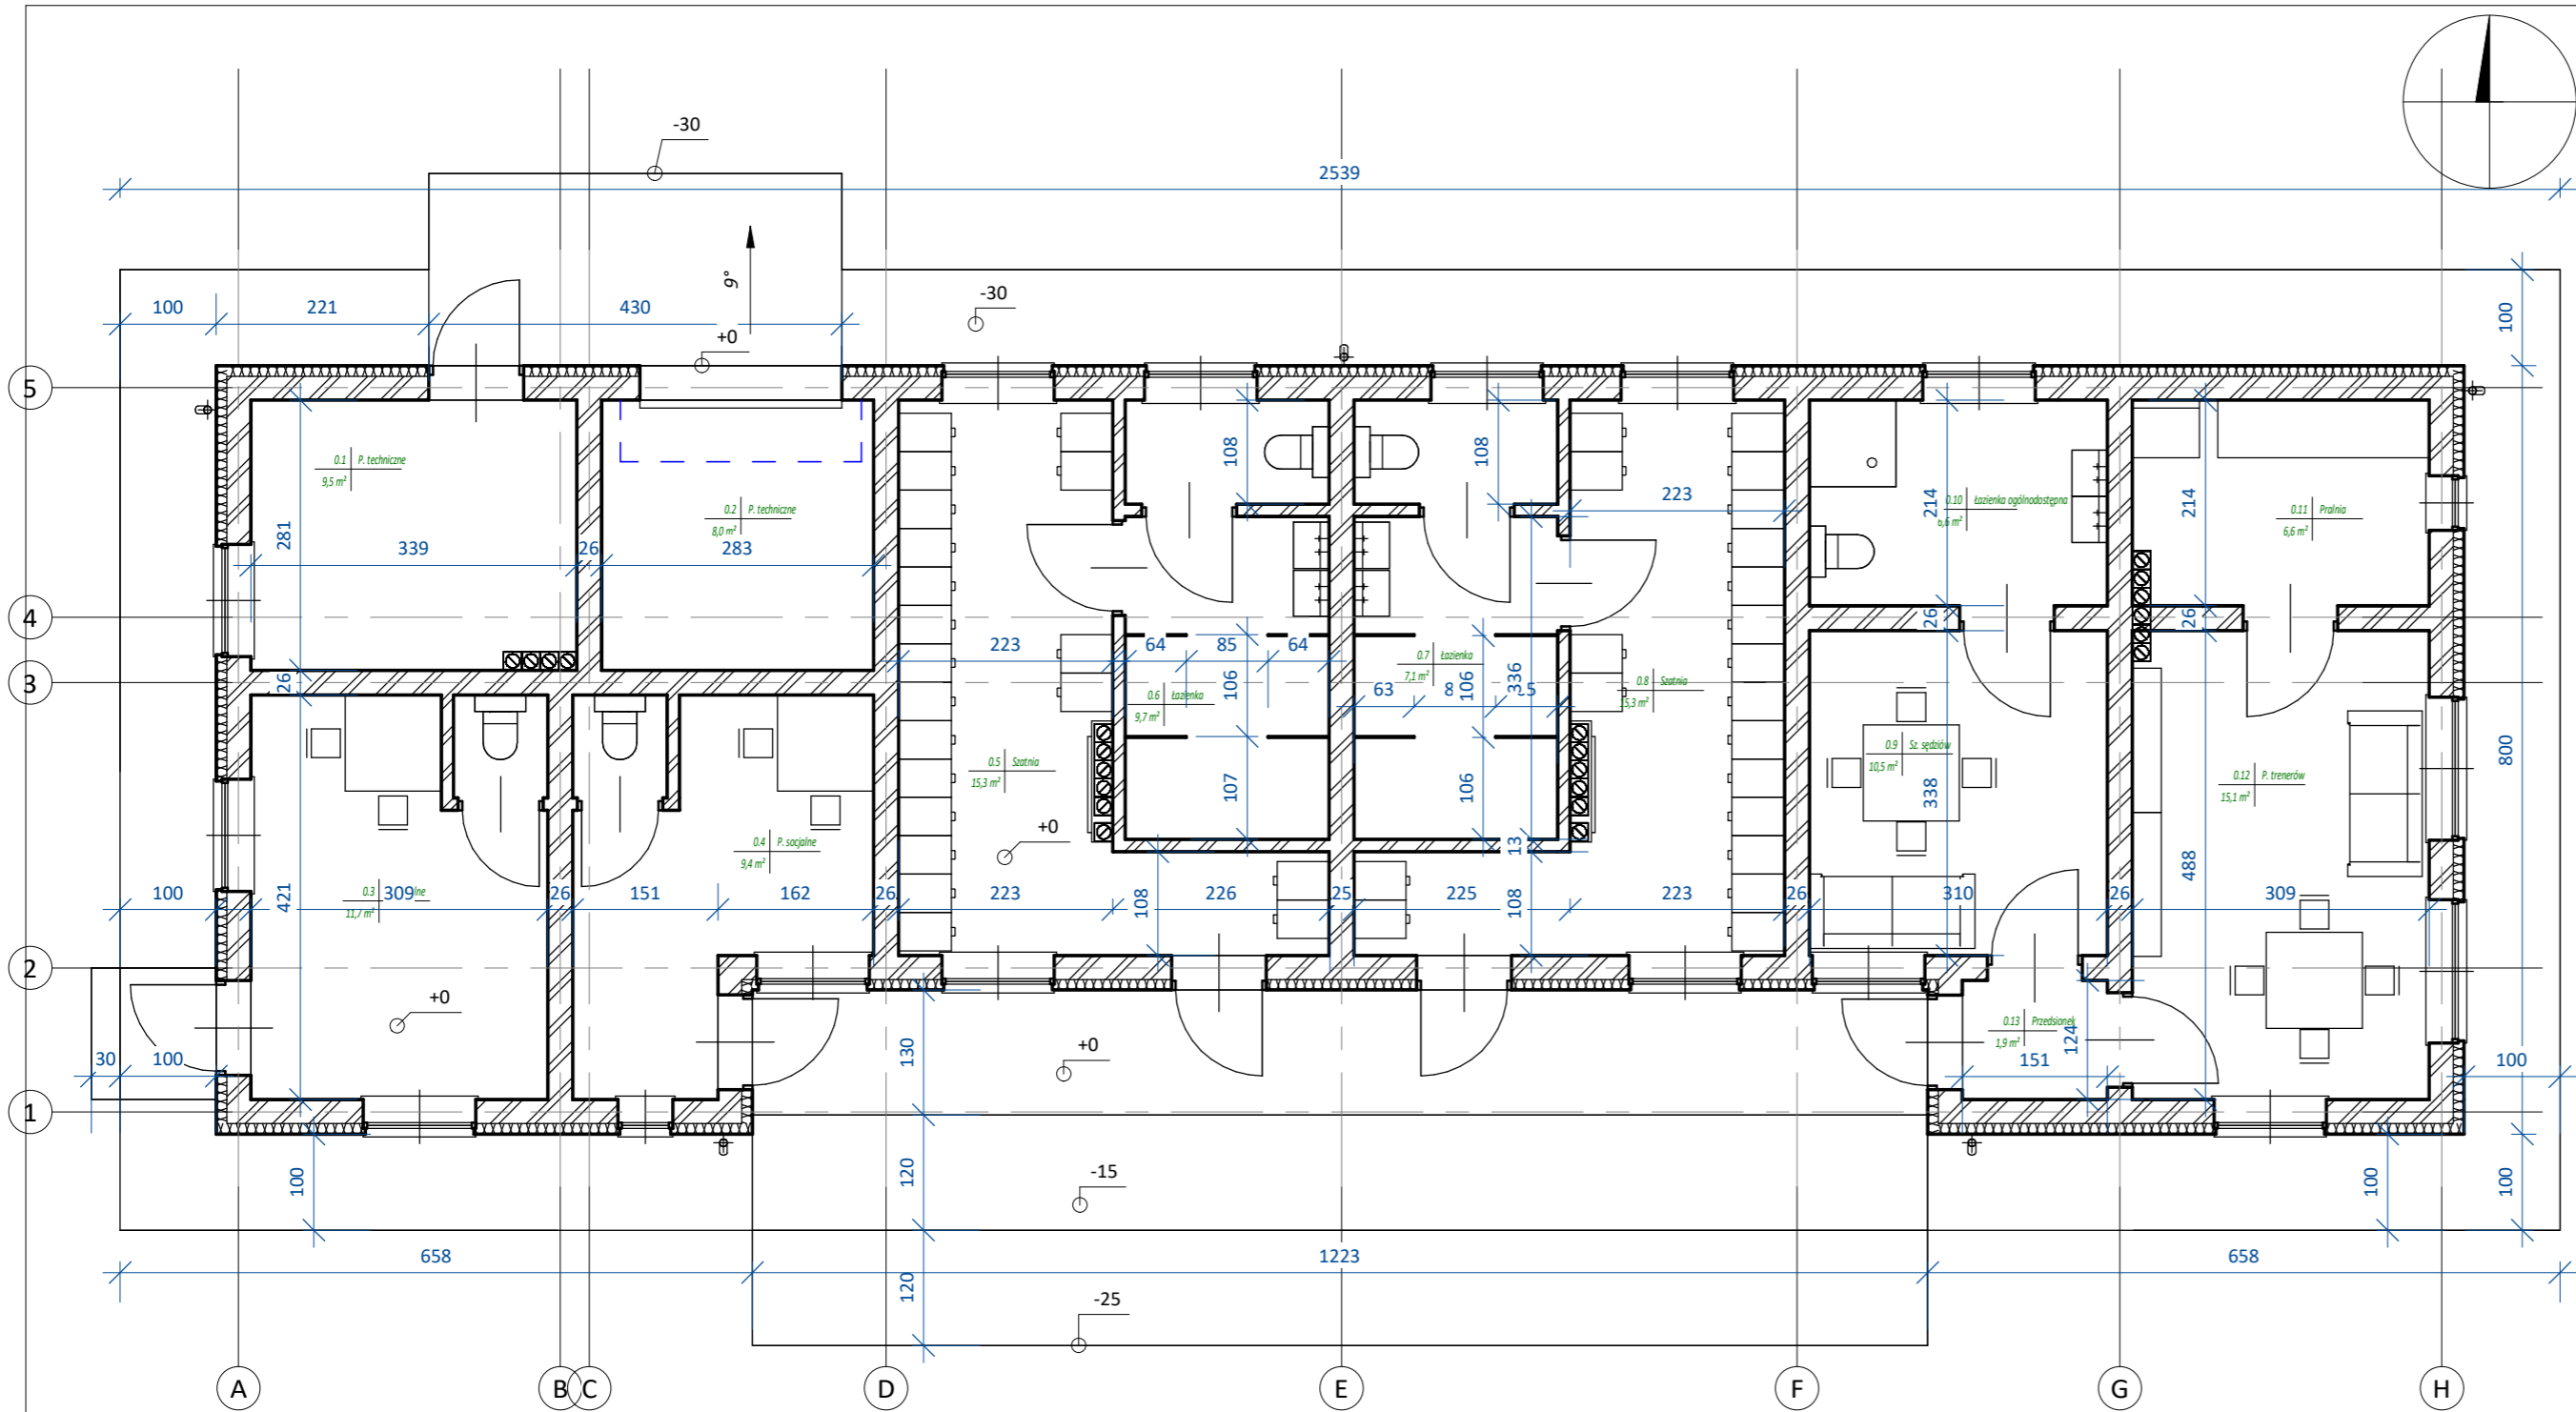 -30
2539
9°
100
221
430
-30
+0
100
5
0.1 P. techniczne
9,5 m²
108
108
223
281
339
26
283
0.2 P. techniczne
8,0 m²
214
0.10 Łazienka ogólnodostępna
6,6 m²
214
0.11 Pralnia
6,6 m²
4
26
26
223
64
85
64
0.7 Łazienka
7,1 m²
3
26
106
0.6 Łazienka
9,7 m²
63
106
336
0.8 Szatnia
15,3 m²
0.5 Szatnia
15,3 m²
107
106
0.9 Sz. sędziów
10,5 m²
338
0.12 P. trenerów
15,1 m²
800
+0
0.4 P. socjalne
9,4 m²
13
488
100
421
0.3
11,7 m²
309
26
151
162
26
223
108
226
25
225
108
223
26
310
26
309
2
+0
30
100
130
+0
0.13 Przedsionek
1,9 m²
151
124
100
1
100
120
-15
100
100
658
1223
658
120
-25
A
B
C
D
E
F
G
H